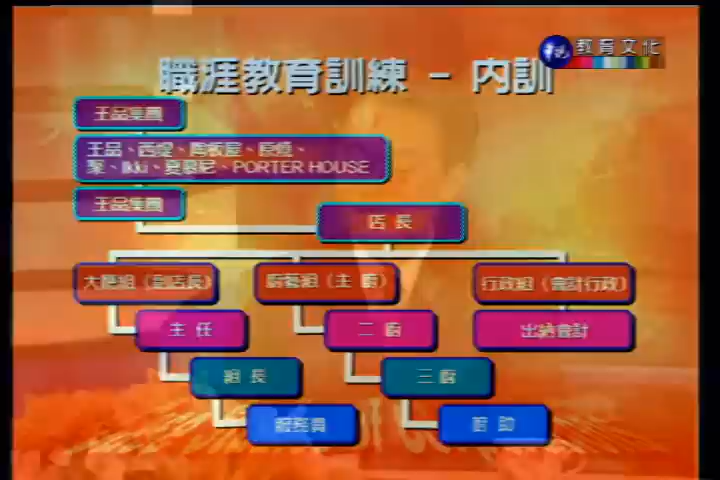 華視 教育文化
職涯教育訓練 - 內訓
王品集團
王品、西堤、陶板屋、原燒、
聚、ikki、夏慕尼、PORTER HOUSE
王品集團
店 長
大廳組（副店長） 廚藝組（主 廚） 行政組（會計行政）
主 任 二 廚 出納會計
組 長 三 廚
服務員 廚 助